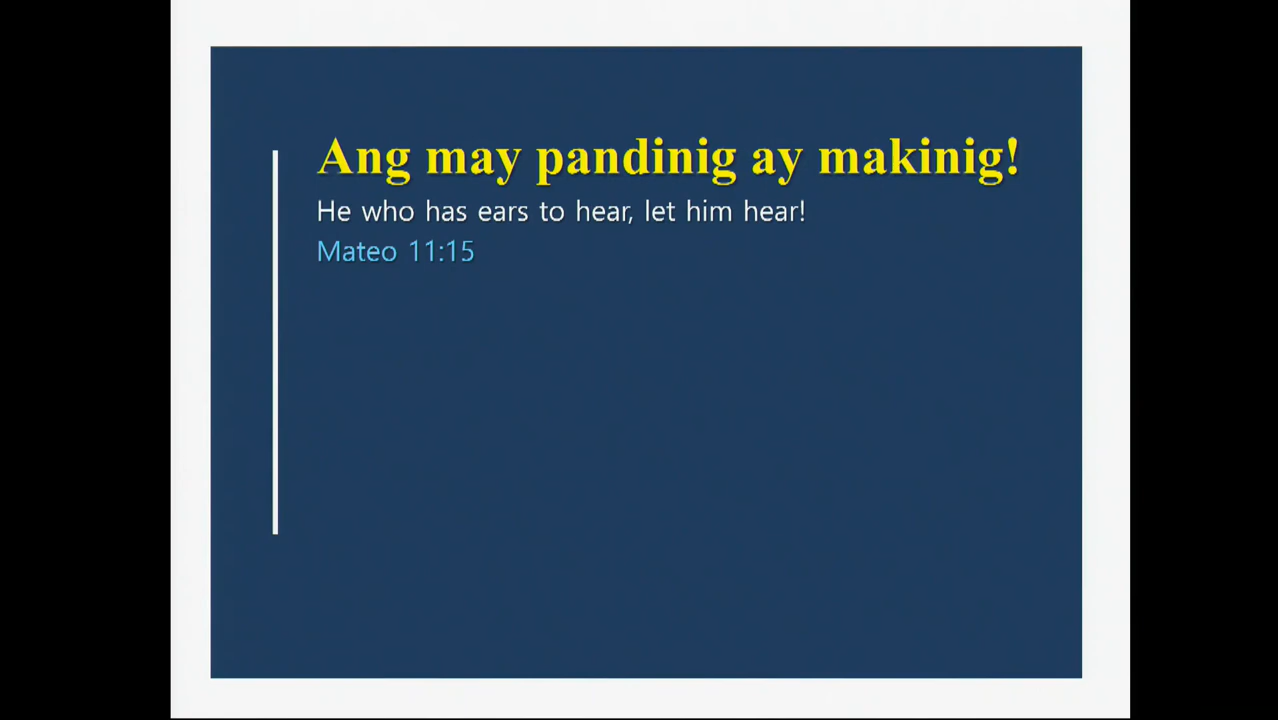 Ang may pandinig ay makinig!
He who has ears to hear, let him hear!
Mateo 11:15